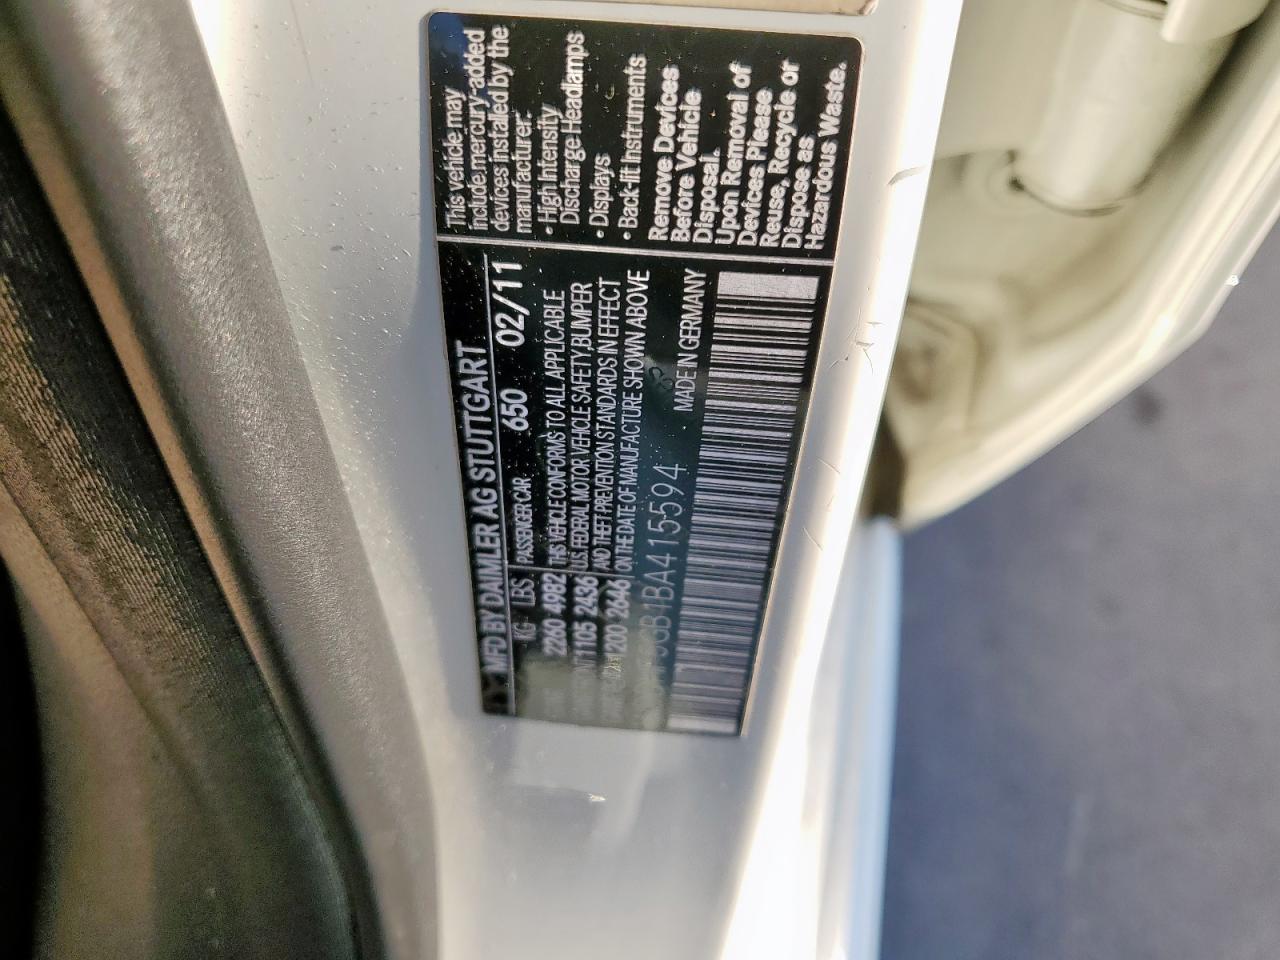 MFD BY DAIMLER AG STUTTGART
KG LBS PASSENGER CAR 650 02/11
2260 4982 THIS VEHICLE CONFORMS TO ALL APPLICABLE
1105 2436 U.S. FEDERAL MOTOR VEHICLE SAFETY,BUMPER
1200 2646 AND THEFT PREVENTION STANDARDS IN EFFECT
ON THE DATE OF MANUFACTURE SHOWN ABOVE
MADE IN GERMANY
This vehicle may
include mercury-added
devices installed by the
manufacturer:
• High Intensity
Discharge Headlamps
• Displays
• Back-lit Instruments
Remove Devices
Before Vehicle
Disposal.
Upon Removal of
Devices Please
Reuse, Recycle or
Dispose as
Hazardous Waste.